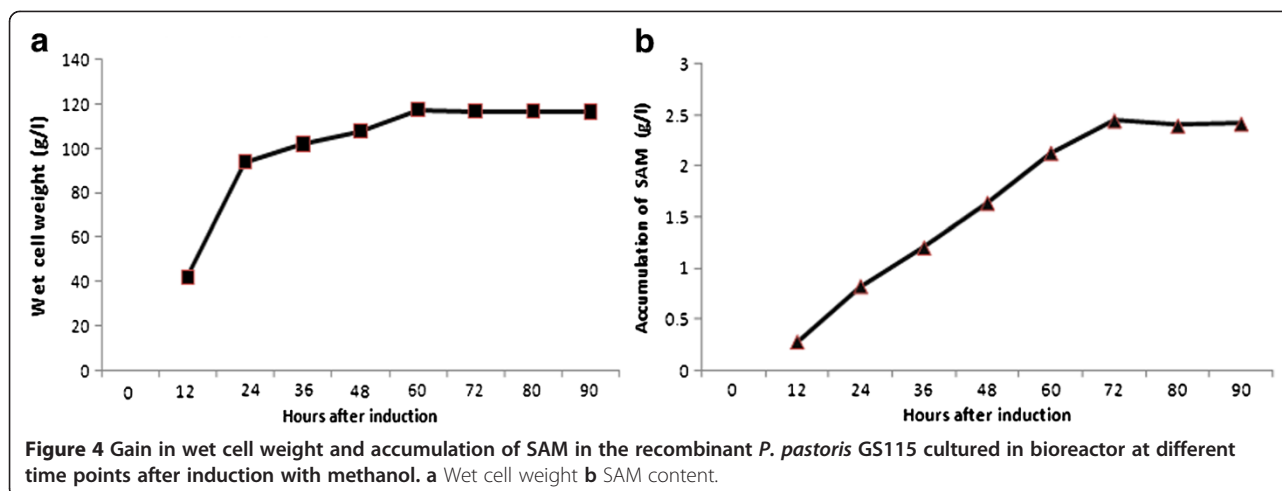 a
140
120
100
80
60
40
20
0
Wet cell weight (g/l)
0 12 24 36 48 60 72 80 90
Hours after induction
b
3
2.5
2
1.5
1
0.5
0
Accumulation of SAM (g/l)
0 12 24 36 48 60 72 80 90
Hours after induction
Figure 4 Gain in wet cell weight and accumulation of SAM in the recombinant P. pastoris GS115 cultured in bioreactor at different
time points after induction with methanol. a Wet cell weight b SAM content.